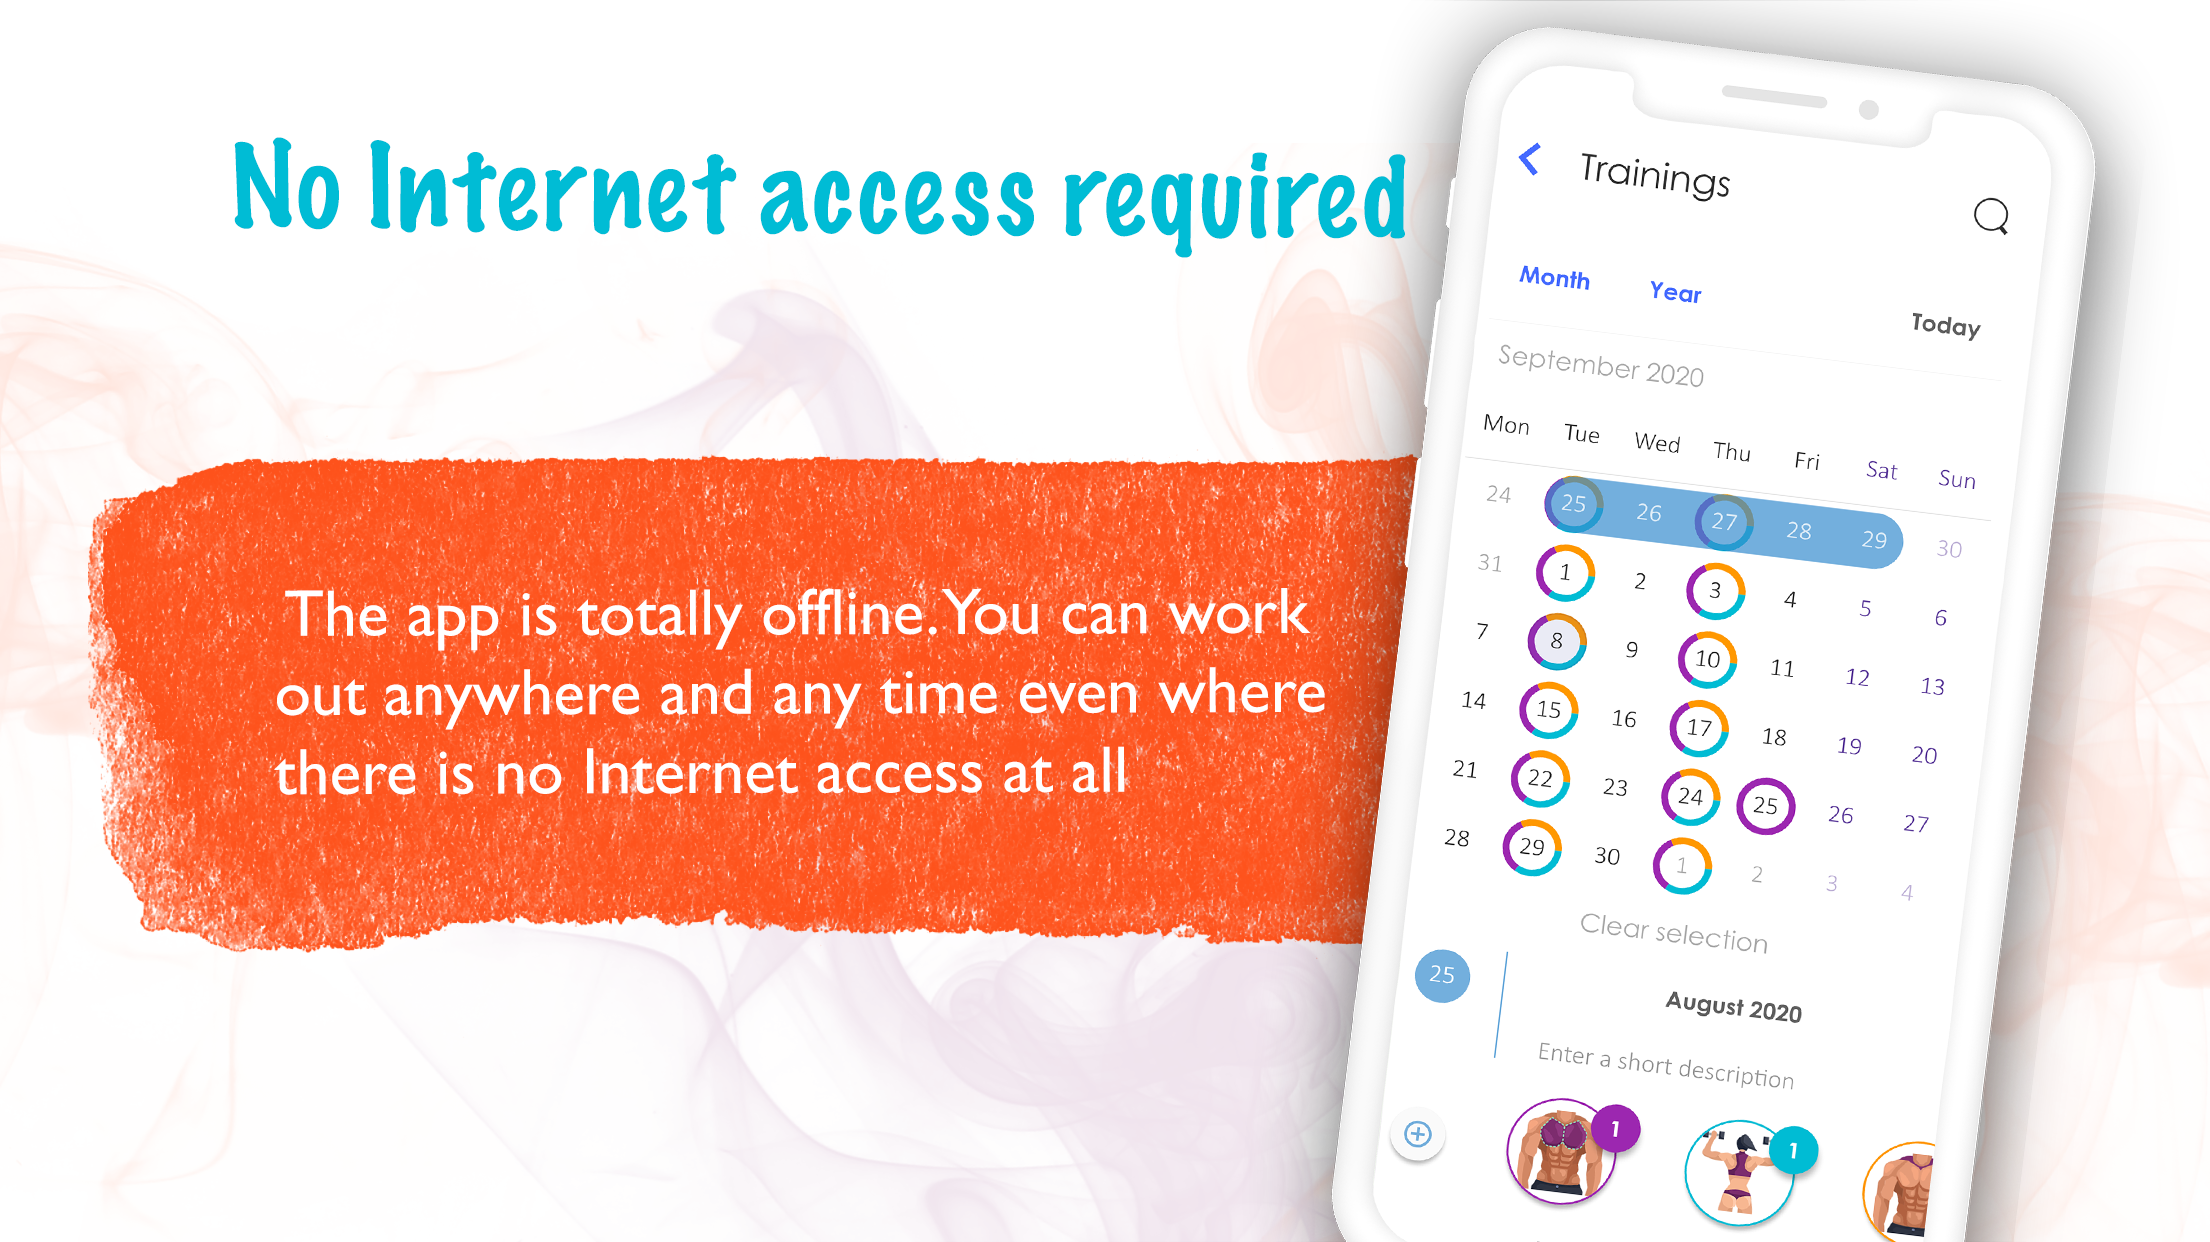 No Internet access required
The app is totally offline. You can work
out anywhere and any time even where
there is no Internet access at all
Trainings
Month Year Today
September 2020
Mon Tue Wed Thu Fri Sat Sun
24 25 26 27 28 29 30
31 1 2 3 4 5 6
7 8 9 10 11 12 13
14 15 16 17 18 19 20
21 22 23 24 25 26 27
28 29 30 1 2 3 4
Clear selection
25
August 2020
Enter a short description
1 1